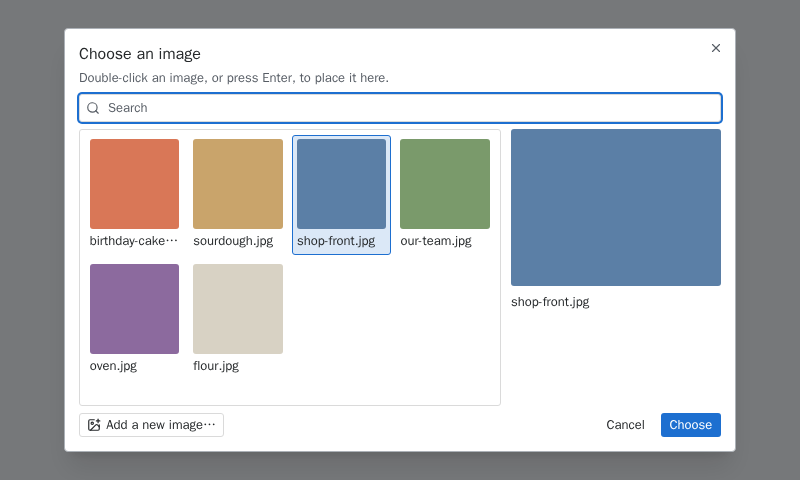 Choose an image
Double-click an image, or press Enter, to place it here.
Search
birthday-cake⋯ sourdough.jpg shop-front.jpg our-team.jpg
shop-front.jpg
oven.jpg flour.jpg
Add a new image⋯ Cancel Choose